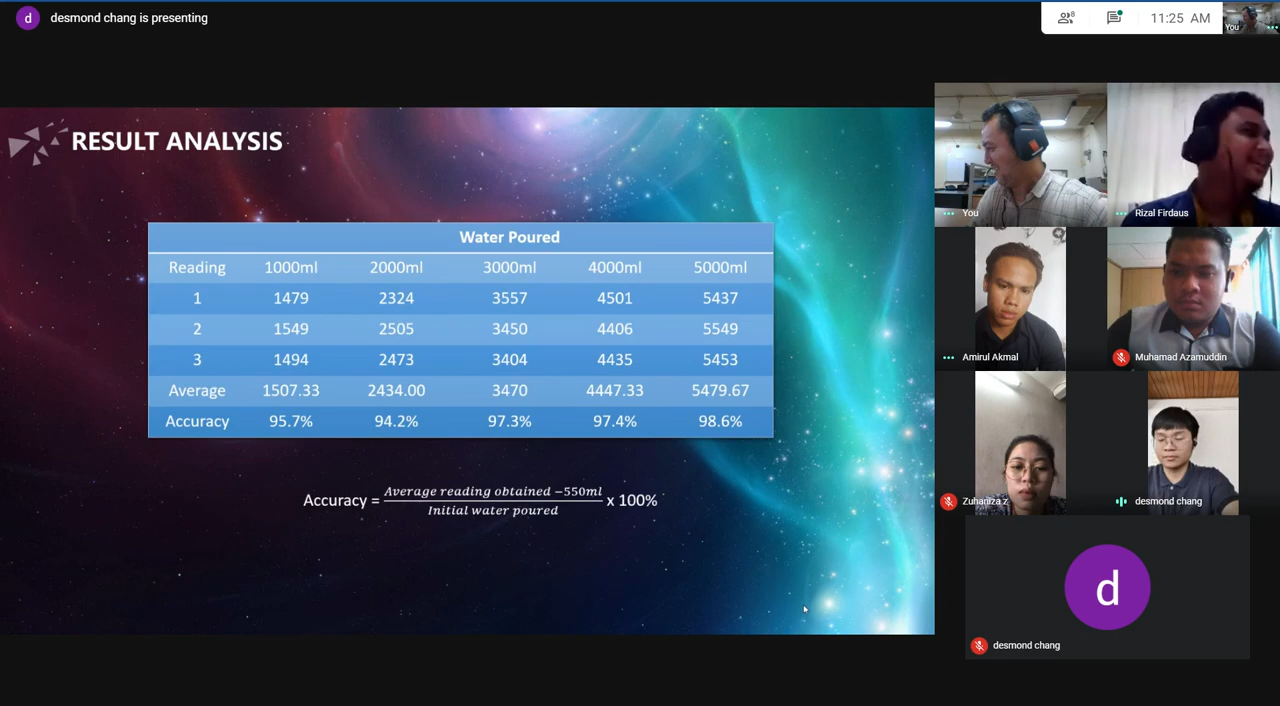 d desmond chang is presenting
8 11:25 AM
You
RESULT ANALYSIS
Water Poured
Reading 1000ml 2000ml 3000ml 4000ml 5000ml
1 1479 2324 3557 4501 5437
2 1549 2505 3450 4406 5549
3 1494 2473 3404 4435 5453
Average 1507.33 2434.00 3470 4447.33 5479.67
Accuracy 95.7% 94.2% 97.3% 97.4% 98.6%
Accuracy = Average reading obtained −550ml
Initial water poured
x 100%
You Rizal Firdaus
Amirul Akmal Muhamad Azamuddin
Zuhaniza z desmond chang
d
desmond chang